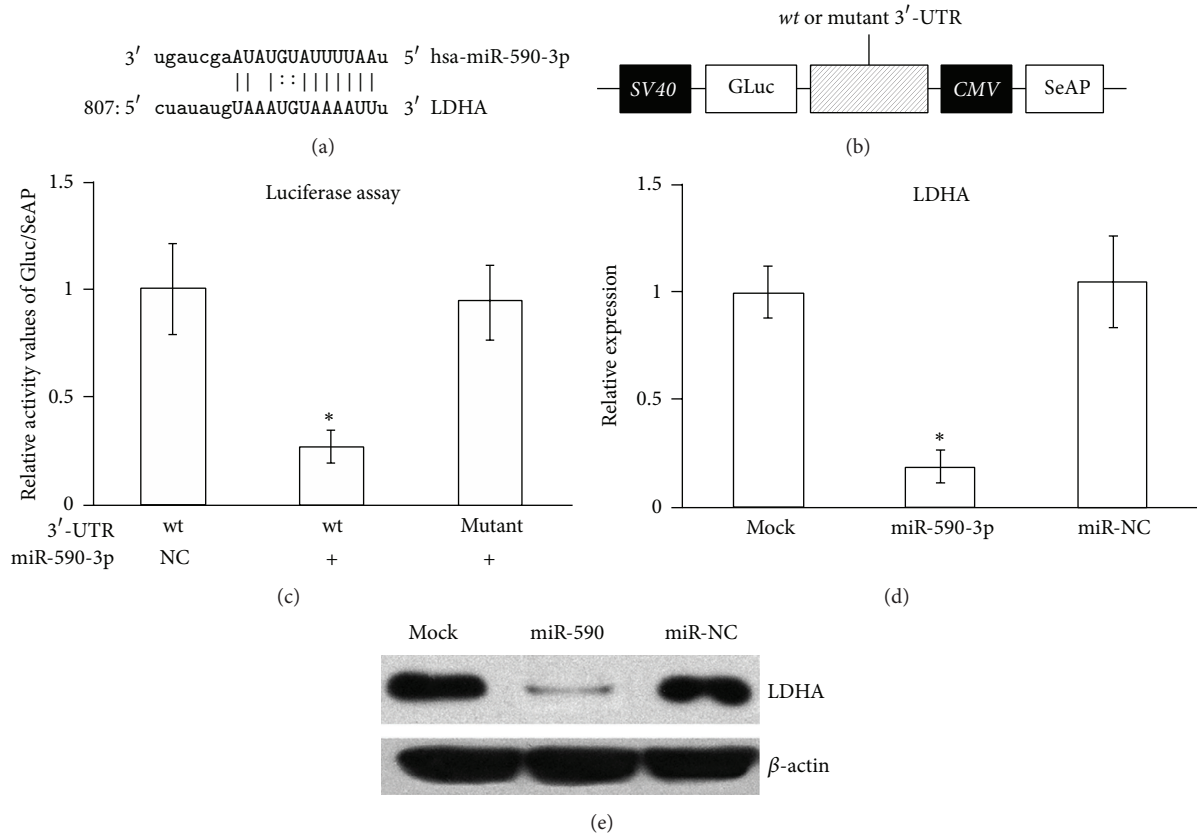 3′ ugaucgaAUAUGUAUUUUAAu 5′ hsa-miR-590-3p
|| |::|||||||
807: 5′ cuauaugUAAAUGUAAAAUUu 3′ LDHA
(a)
wt or mutant 3′-UTR
SV40 GLuc CMV SeAP
(b)
Luciferase assay
Relative activity values of Gluc/SeAP
1.5
1
0.5
0
3′-UTR wt wt Mutant
miR-590-3p NC + +
*
(c)
LDHA
Relative expression
1.5
1
0.5
0
*
Mock miR-590-3p miR-NC
(d)
Mock miR-590 miR-NC
LDHA
β-actin
(e)